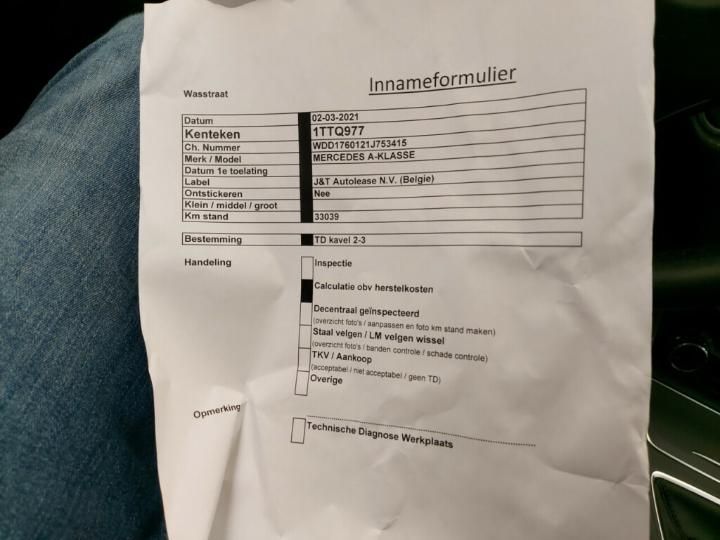 Innameformulier
Wasstraat
Datum 02-03-2021
Kenteken 1TTQ977
Ch. Nummer WDD1760121J753415
Merk / Model MERCEDES A-KLASSE
Datum 1e toelating
Label J&T Autolease N.V. (Belgie)
Ontstickeren Nee
Klein / middel / groot
Km stand 33039
Bestemming TD kavel 2-3
Handeling Inspectie
Calculatie obv herstelkosten
Decentraal geïnspecteerd
(overzicht foto's / aanpassen en foto km stand maken)
Staal velgen / LM velgen wissel
(overzicht foto's / banden controle / schade controle)
TKV / Aankoop
(acceptabel / niet acceptabel / geen TD)
Overige
Opmerking
Technische Diagnose Werkplaats